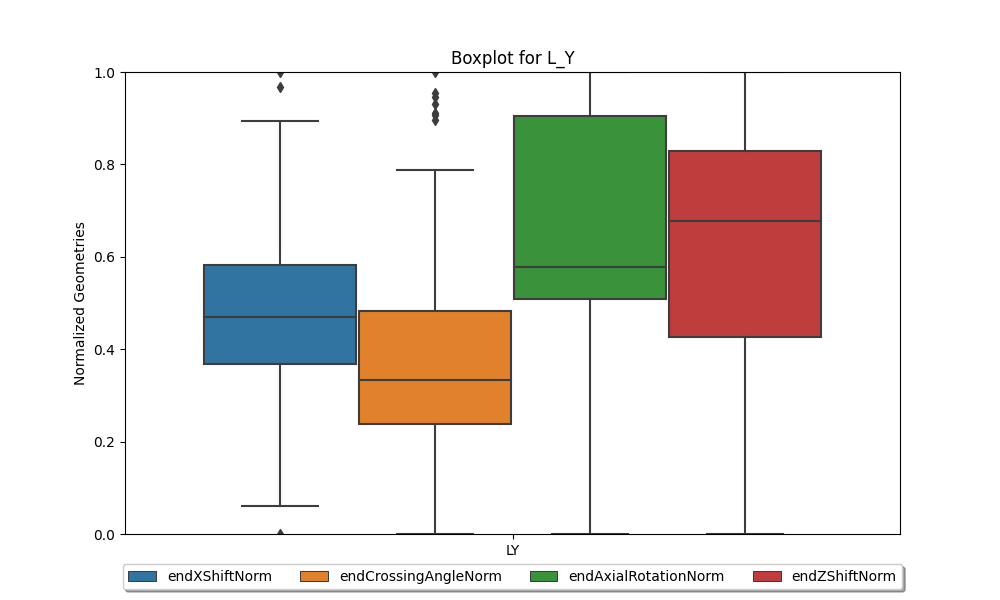 Boxplot for L_Y
Normalized Geometries
1.0
0.8
0.6
0.4
0.2
0.0
LY
endXShiftNorm endCrossingAngleNorm endAxialRotationNorm endZShiftNorm